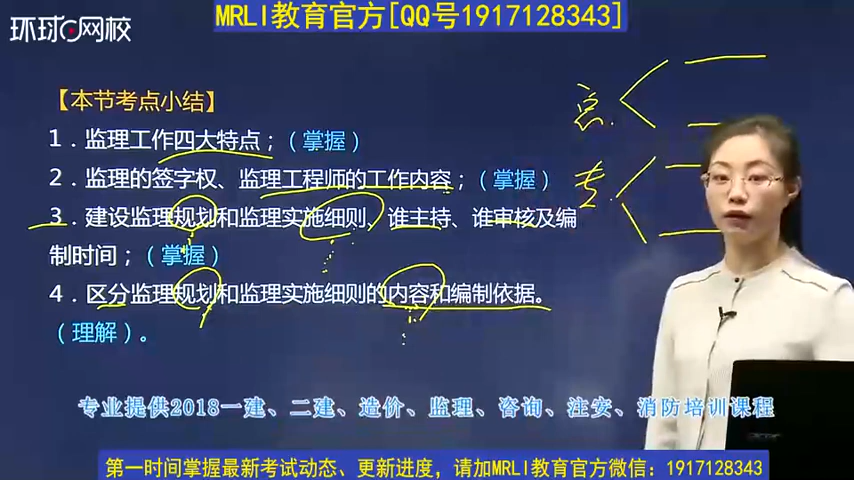 MRLI教育官方[QQ号1917128343]
环球网校
【本节考点小结】
1．监理工作四大特点；（掌握）
2．监理的签字权、监理工程师的工作内容；（掌握）
3．建设监理规划和监理实施细则、谁主持、谁审核及编
制时间；（掌握）
4．区分监理规划和监理实施细则的内容和编制依据。
（理解）。
总
专
专业提供2018一建、二建、造价、监理、咨询、注安、消防培训课程
acer
第一时间掌握最新考试动态、更新进度，请加MRLI教育官方微信：1917128343